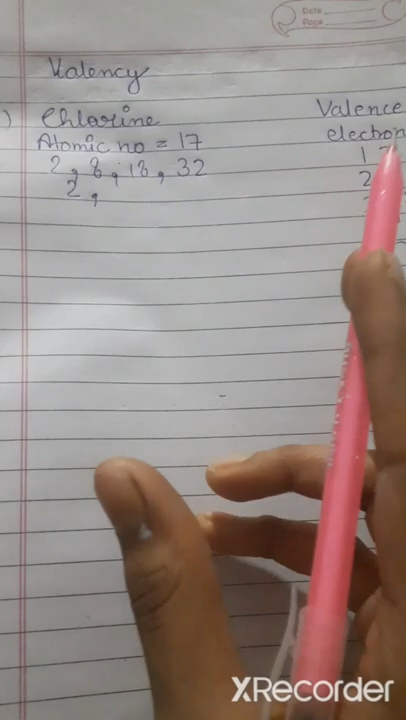 Date
Page
Valency
) Chlorine
Atomic no = 17
2, 8, 18, 32
2,
Valence
electron
1
2
XRecorder